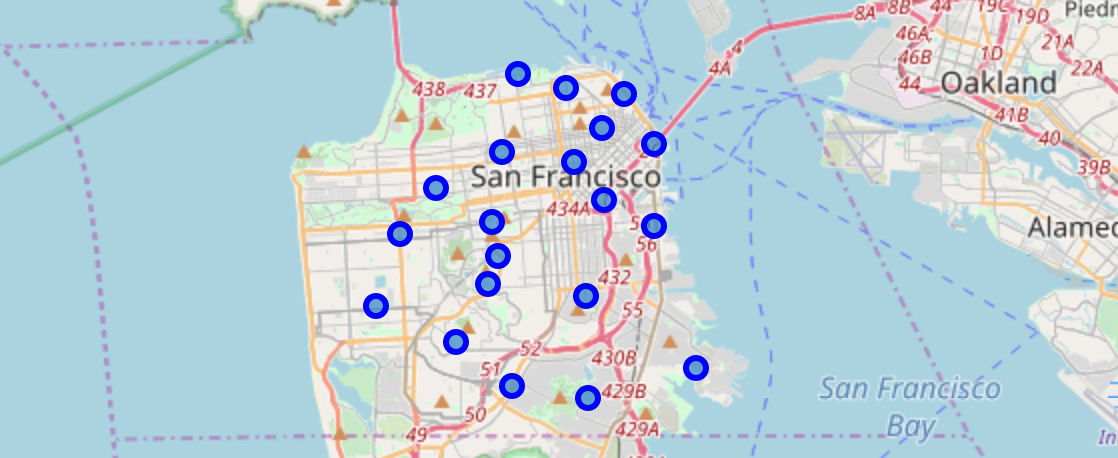 8A
8B
44
19C
19D
Piedm
46A
21A
4
1D
46B
4A
22A
438
437
44
Oakland
41B
40
39B
San Francisco
434A
5
56
Alamed
432
55
52
430B
51
429B
San Francisco
Bay
50
49
429A
In